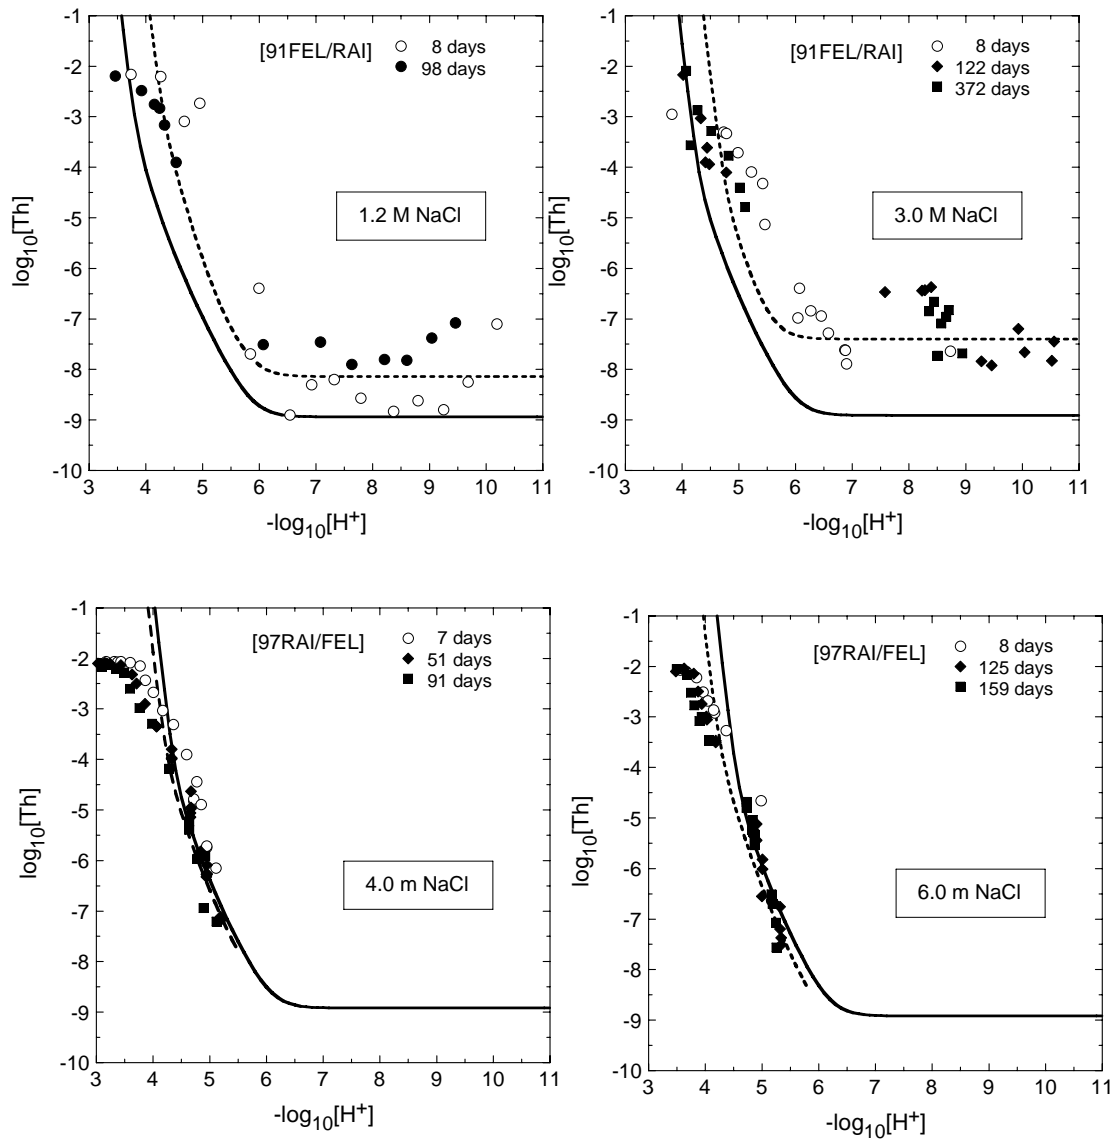 [91FEL/RAI]
8 days
98 days
1.2 M NaCl
log10[Th]
-1
-2
-3
-4
-5
-6
-7
-8
-9
-10
3 4 5 6 7 8 9 10 11
-log10[H+]
[91FEL/RAI]
8 days
122 days
372 days
3.0 M NaCl
log10[Th]
-1
-2
-3
-4
-5
-6
-7
-8
-9
-10
3 4 5 6 7 8 9 10 11
-log10[H+]
[97RAI/FEL]
7 days
51 days
91 days
4.0 m NaCl
log10[Th]
-1
-2
-3
-4
-5
-6
-7
-8
-9
-10
3 4 5 6 7 8 9 10 11
-log10[H+]
[97RAI/FEL]
8 days
125 days
159 days
6.0 m NaCl
log10[Th]
-1
-2
-3
-4
-5
-6
-7
-8
-9
-10
3 4 5 6 7 8 9 10 11
-log10[H+]